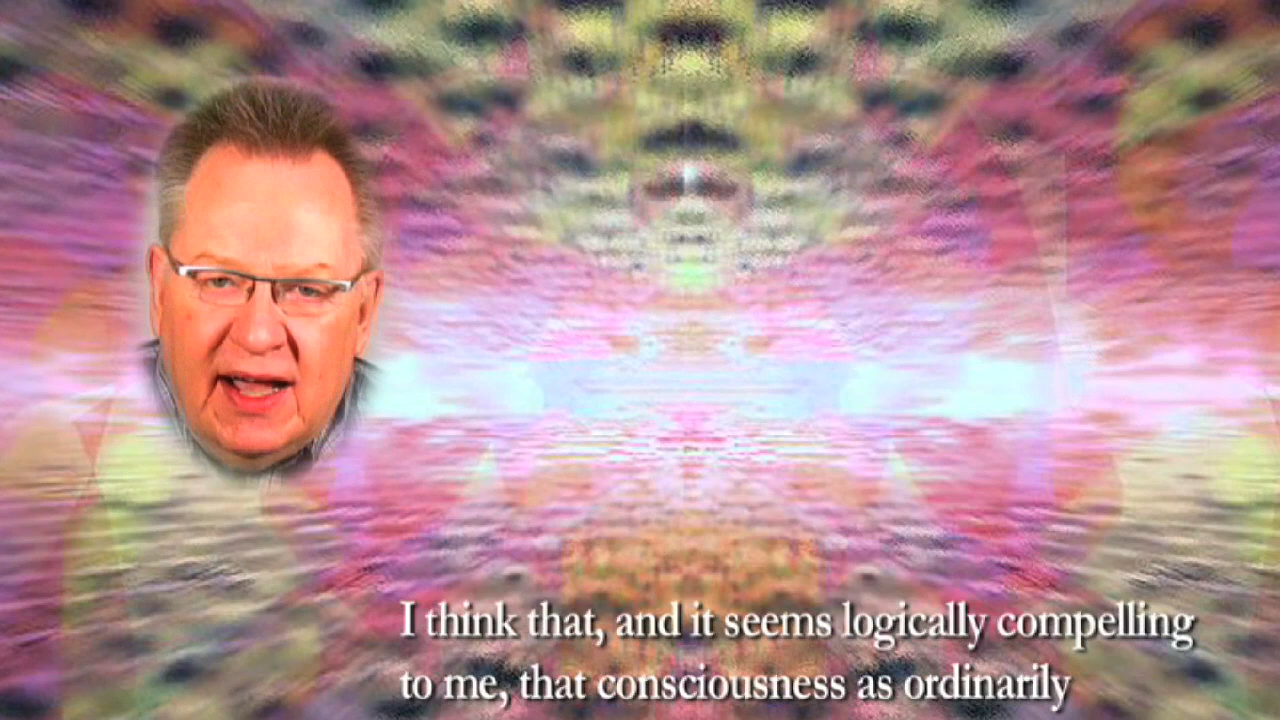 I think that, and it seems logically compelling
to me, that consciousness as ordinarily